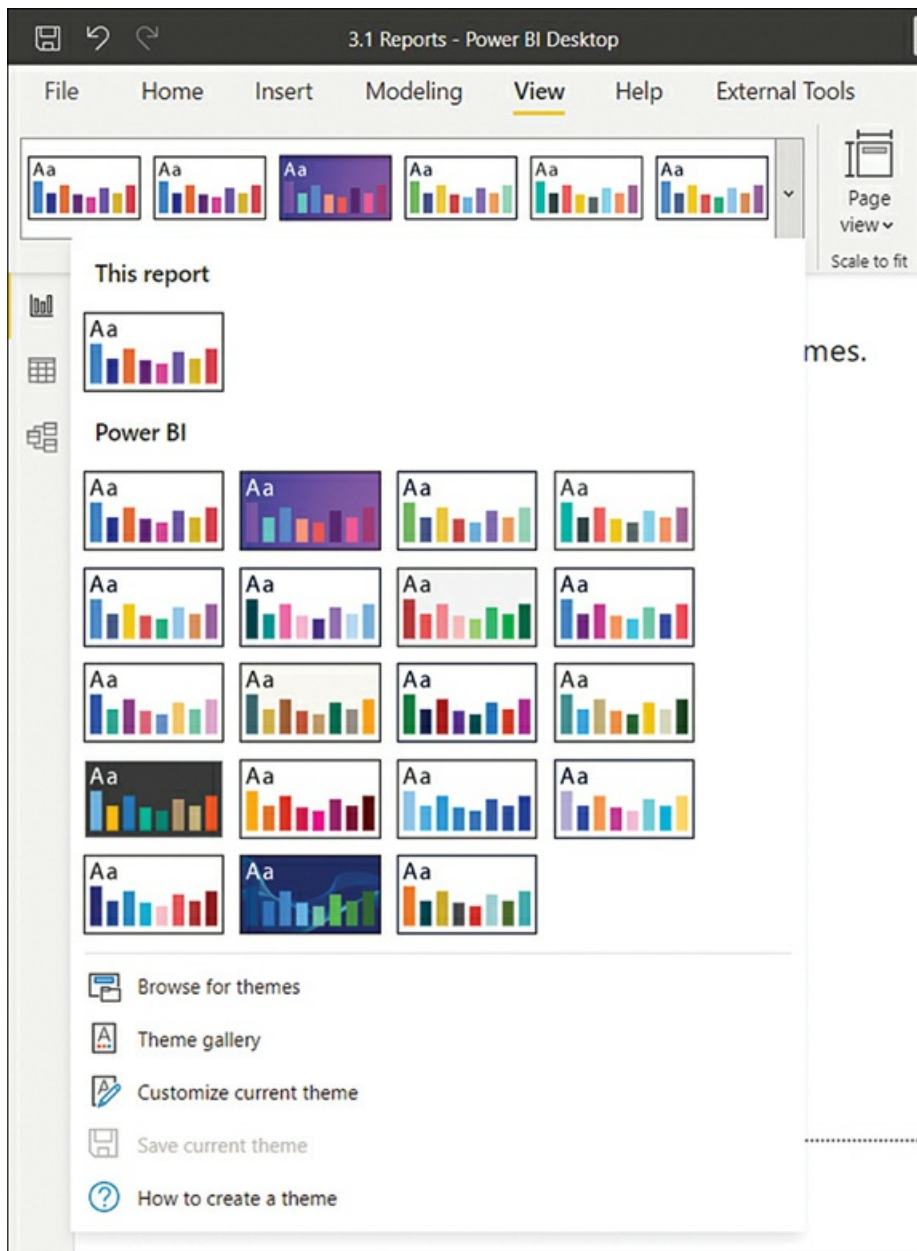 3.1 Reports - Power BI Desktop
File Home Insert Modeling View Help External Tools
Aa Aa Aa Aa Aa Aa
Page
view
Scale to fit
This report
Aa
mes.
Power BI
Aa Aa Aa Aa
Aa Aa Aa Aa
Aa Aa Aa Aa
Aa Aa Aa Aa
Aa Aa Aa
Browse for themes
Theme gallery
Customize current theme
Save current theme
How to create a theme